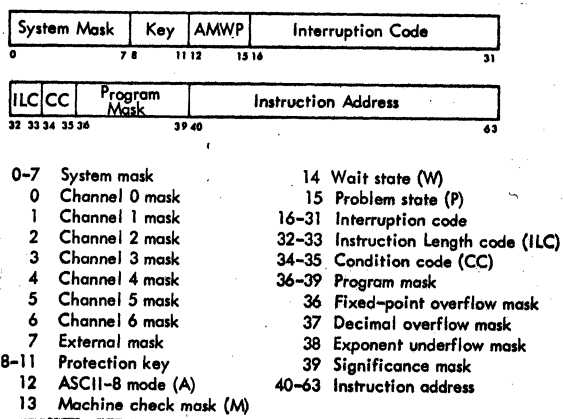 System Mask Key AMWP Interruption Code
0 7 8 11 12 15 16 31
ILC CC Program Mask Instruction Address
32 33 34 35 36 39 40 63
0-7 System mask
0 Channel 0 mask
1 Channel 1 mask
2 Channel 2 mask
3 Channel 3 mask
4 Channel 4 mask
5 Channel 5 mask
6 Channel 6 mask
7 External mask
8-11 Protection key
12 ASCII-8 mode (A)
13 Machine check mask (M)
14 Wait state (W)
15 Problem state (P)
16-31 Interruption code
32-33 Instruction Length code (ILC)
34-35 Condition code (CC)
36-39 Program mask
36 Fixed-point overflow mask
37 Decimal overflow mask
38 Exponent underflow mask
39 Significance mask
40-63 Instruction address